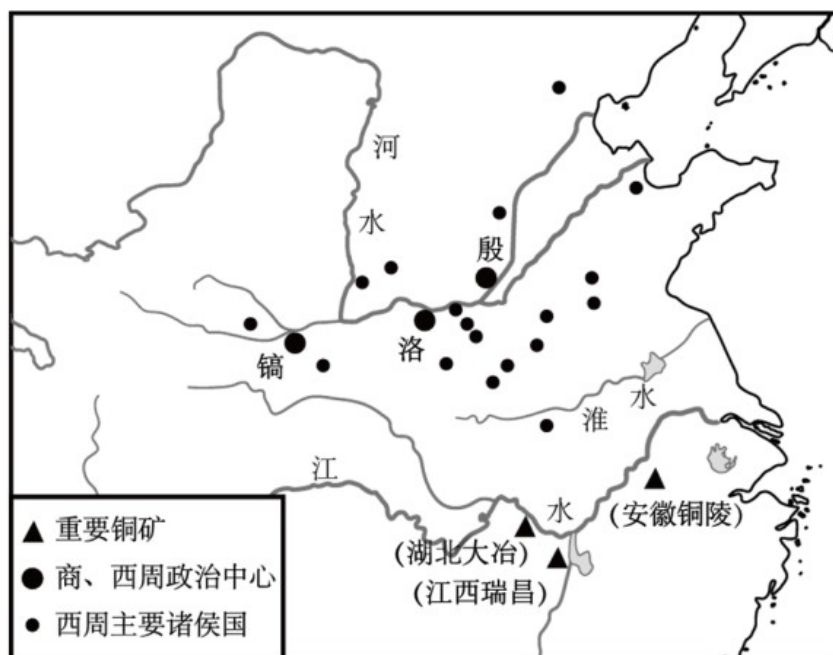 河
水
殷
镐
洛
淮
水
江
水
(安徽铜陵)
(湖北大冶)
(江西瑞昌)
重要铜矿
商、西周政治中心
西周主要诸侯国